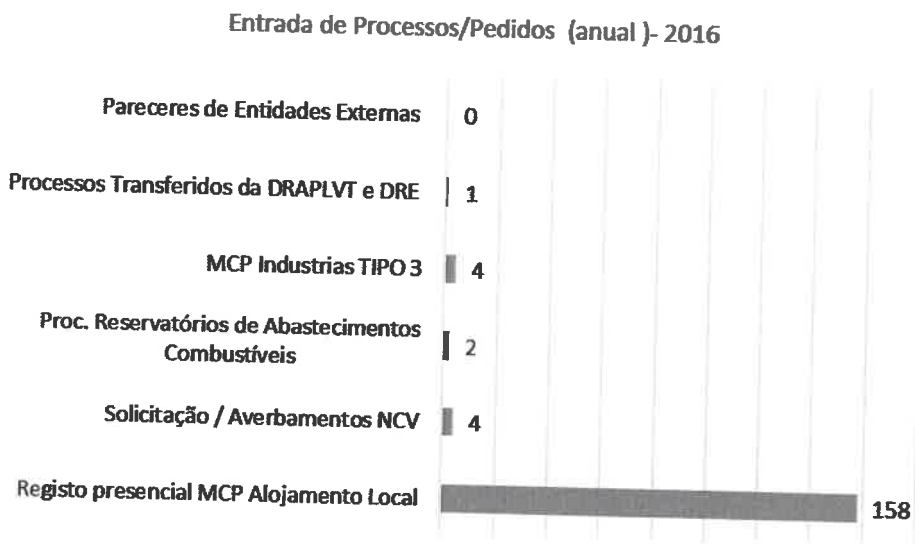 Entrada de Processos/Pedidos (anual )- 2016
Pareceres de Entidades Externas 0
Processos Transferidos da DRAPLVT e DRE 1
MCP Industrias TIPO 3 4
Proc. Reservatórios de Abastecimentos
Combustíveis 2
Solicitação / Averbamentos NCV 4
Registo presencial MCP Alojamento Local 158